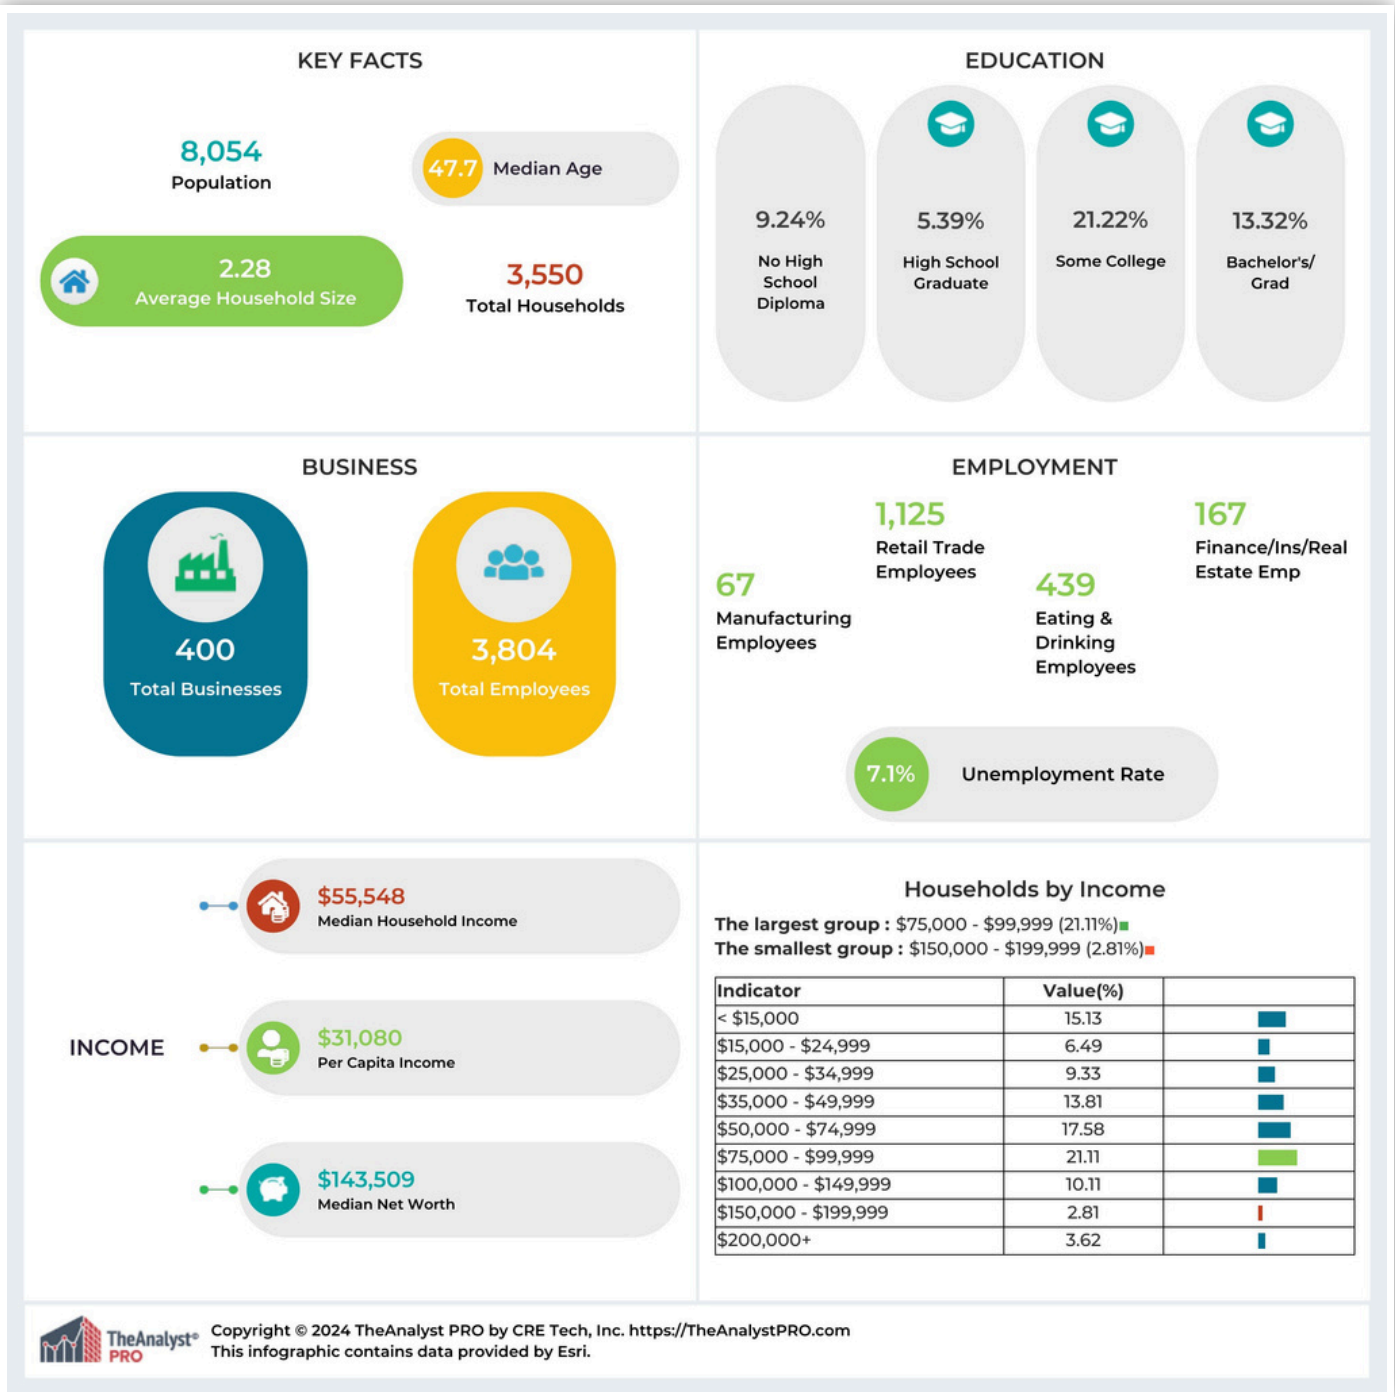 KEY FACTS
8,054
Population
47.7 Median Age
2.28
Average Household Size
3,550
Total Households
EDUCATION
9.24%
No High
School
Diploma
5.39%
High School
Graduate
21.22%
Some College
13.32%
Bachelor's/
Grad
BUSINESS
400
Total Businesses
3,804
Total Employees
EMPLOYMENT
67
Manufacturing
Employees
1,125
Retail Trade
Employees
439
Eating &
Drinking
Employees
167
Finance/Ins/Real
Estate Emp
7.1% Unemployment Rate
INCOME
$55,548
Median Household Income
$31,080
Per Capita Income
$143,509
Median Net Worth
Households by Income
The largest group : $75,000 - $99,999 (21.11%)
The smallest group : $150,000 - $199,999 (2.81%)
Indicator Value(%)
< $15,000 15.13
$15,000 - $24,999 6.49
$25,000 - $34,999 9.33
$35,000 - $49,999 13.81
$50,000 - $74,999 17.58
$75,000 - $99,999 21.11
$100,000 - $149,999 10.11
$150,000 - $199,999 2.81
$200,000+ 3.62
TheAnalyst®
PRO
Copyright © 2024 TheAnalyst PRO by CRE Tech, Inc. https://TheAnalystPRO.com
This infographic contains data provided by Esri.